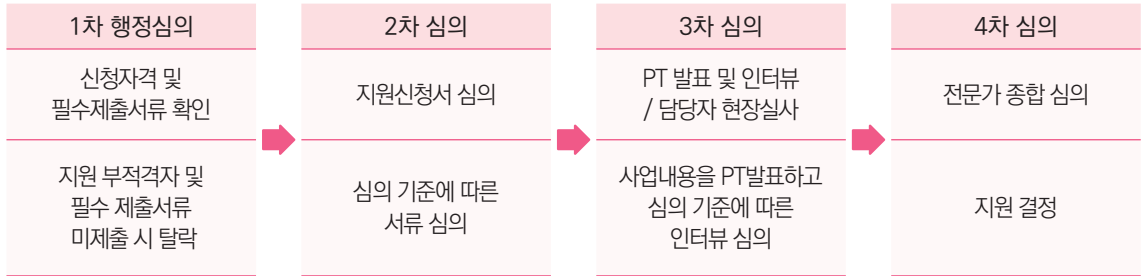 1차 행정심의
신청자격 및
필수제출서류 확인
지원 부적격자 및
필수 제출서류
미제출 시 탈락
2차 심의
지원신청서 심의
심의 기준에 따른
서류 심의
3차 심의
PT 발표 및 인터뷰
/ 담당자 현장실사
사업내용을 PT발표하고
심의 기준에 따른
인터뷰 심의
4차 심의
전문가 종합 심의
지원 결정